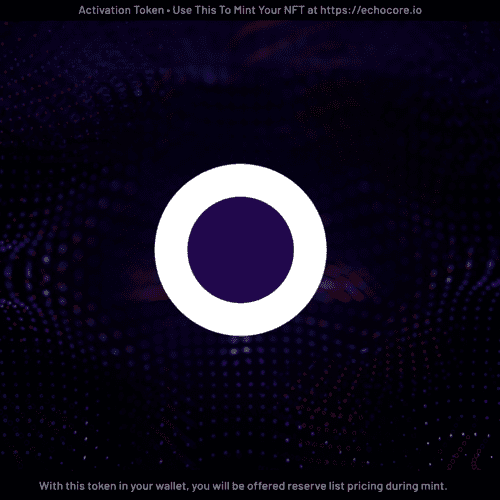 Activation Token • Use This To Mint Your NFT at https://echocore.io
With this token in your wallet, you will be offered reserve list pricing during mint.